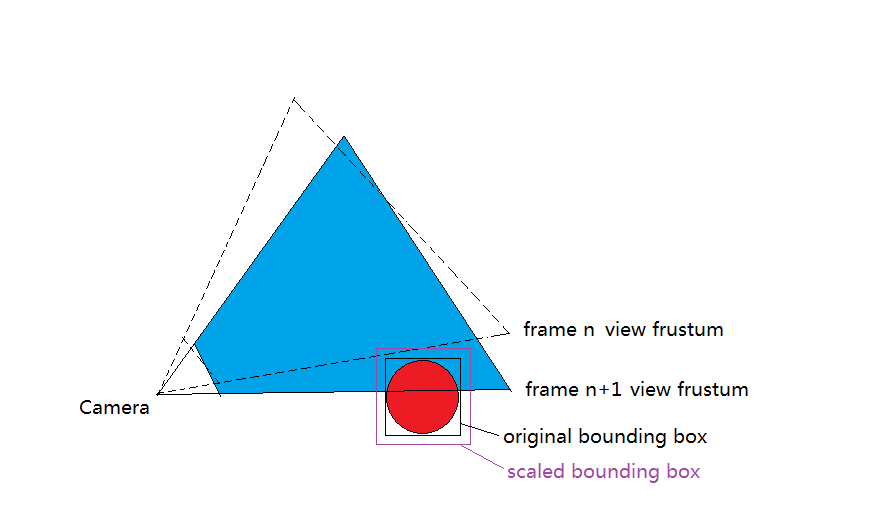 frame n view frustum
frame n+1 view frustum
Camera
original bounding box
scaled bounding box